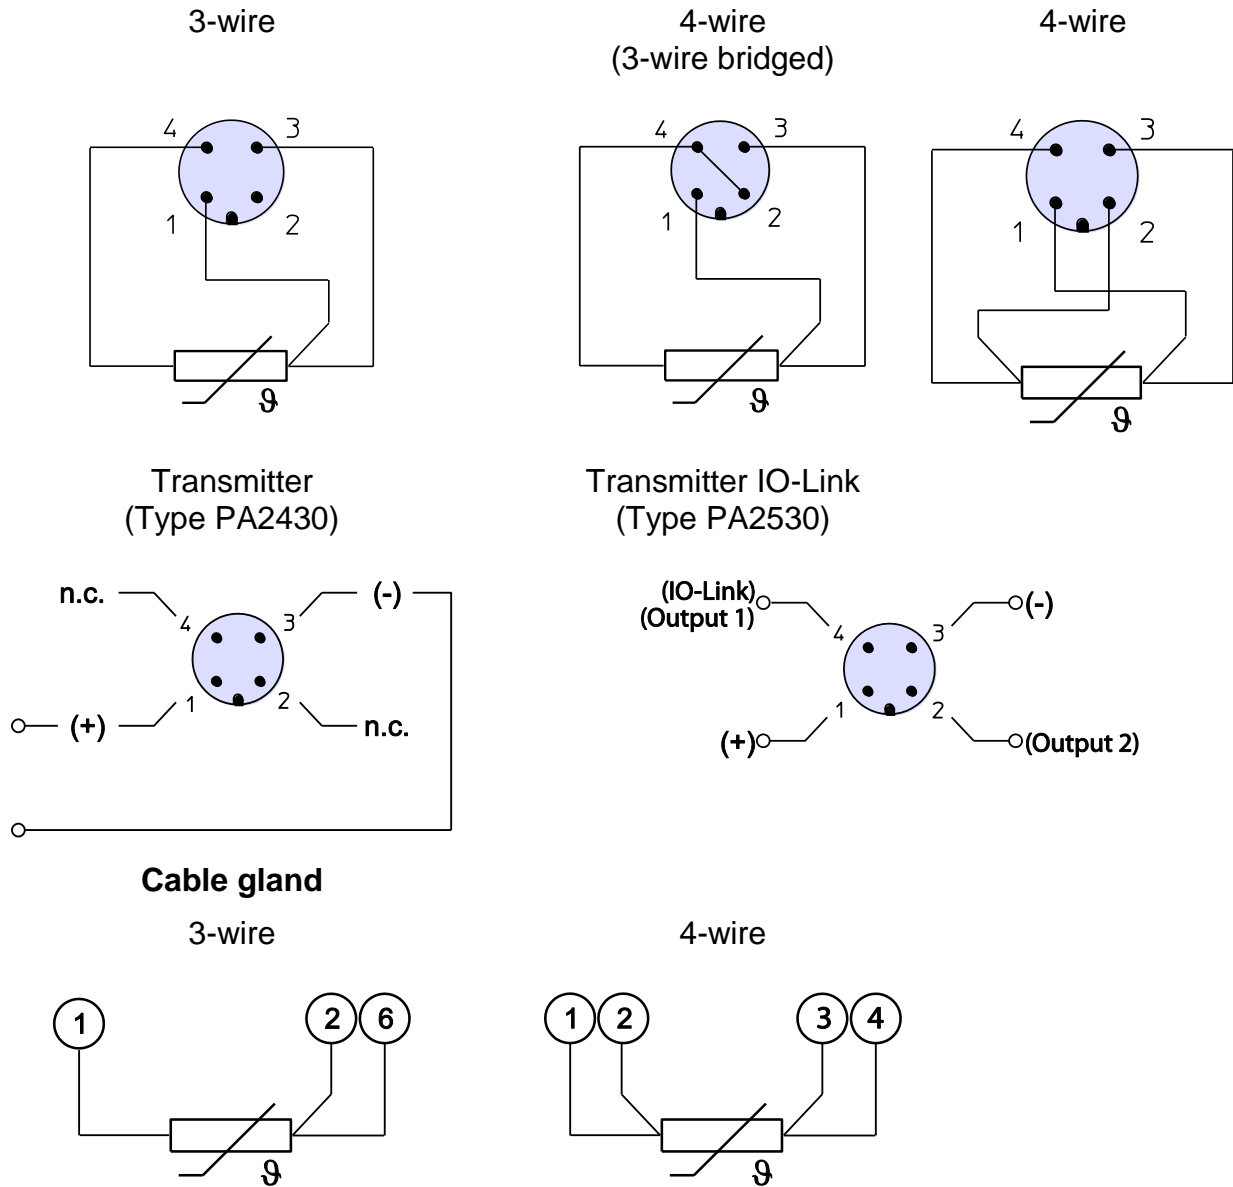 3-wire
4-wire
(3-wire bridged)
4-wire
4 3
1 2
ϑ
4 3
1 2
ϑ
4 3
1 2
ϑ
Transmitter
(Type PA2430)
Transmitter IO-Link
(Type PA2530)
n.c. (-)
4 3
1 2
(+) n.c.
(IO-Link) (-)
(Output 1)
4 3
1 2
(+) (Output 2)
Cable gland
3-wire
4-wire
1 2 6
ϑ
1 2 3 4
ϑ